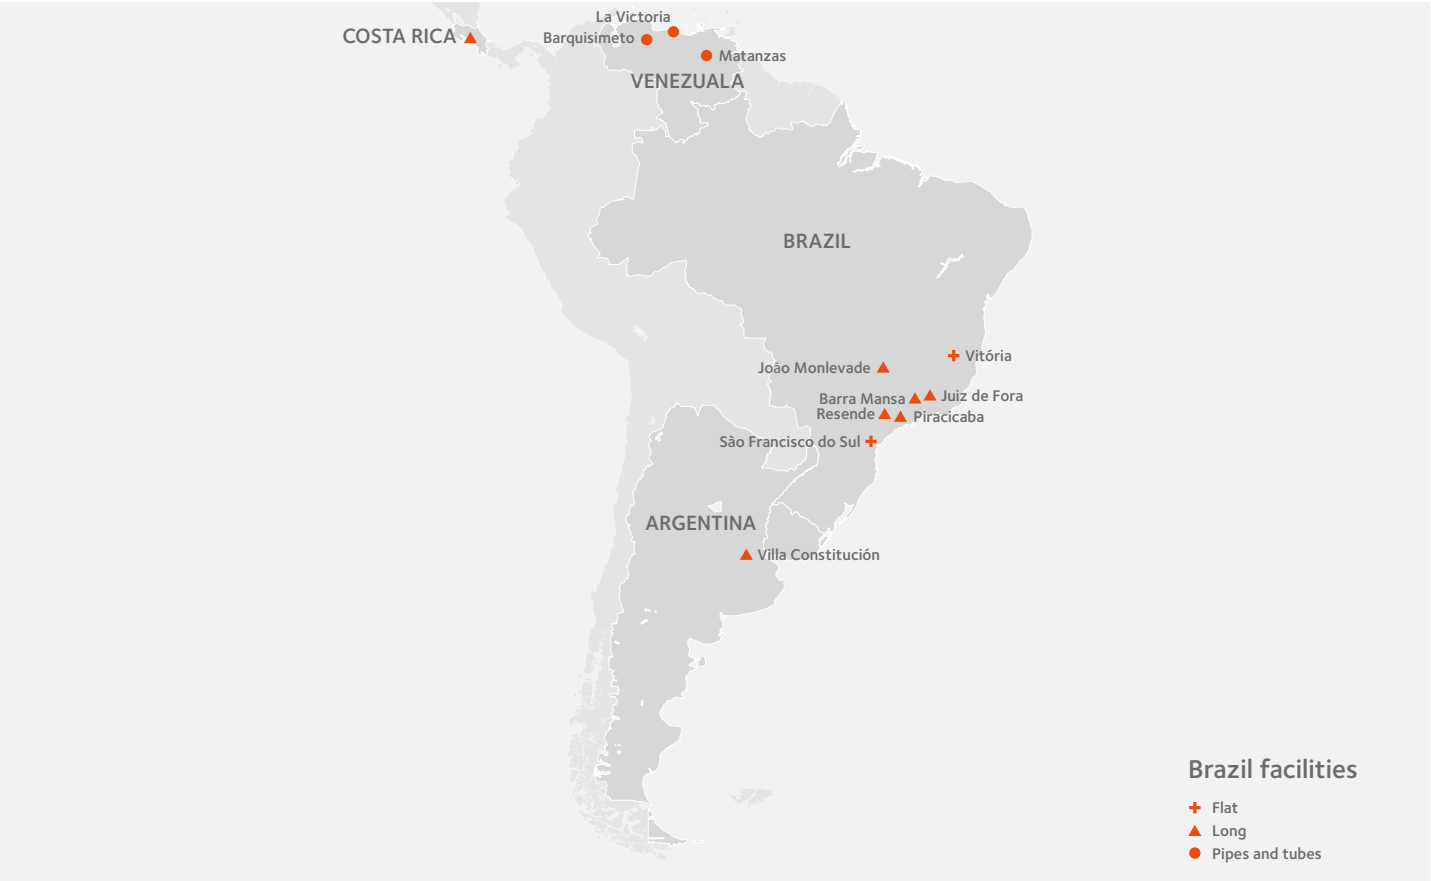 La Victoria
COSTA RICA
Barquisimeto
Matanzas
VENEZUALA
BRAZIL
Vitória
João Monlevade
Juiz de Fora
Barra Mansa
Resende
Piracicaba
Sào Francisco do Sul
ARGENTINA
Villa Constitución
Brazil facilities
Flat
Long
Pipes and tubes